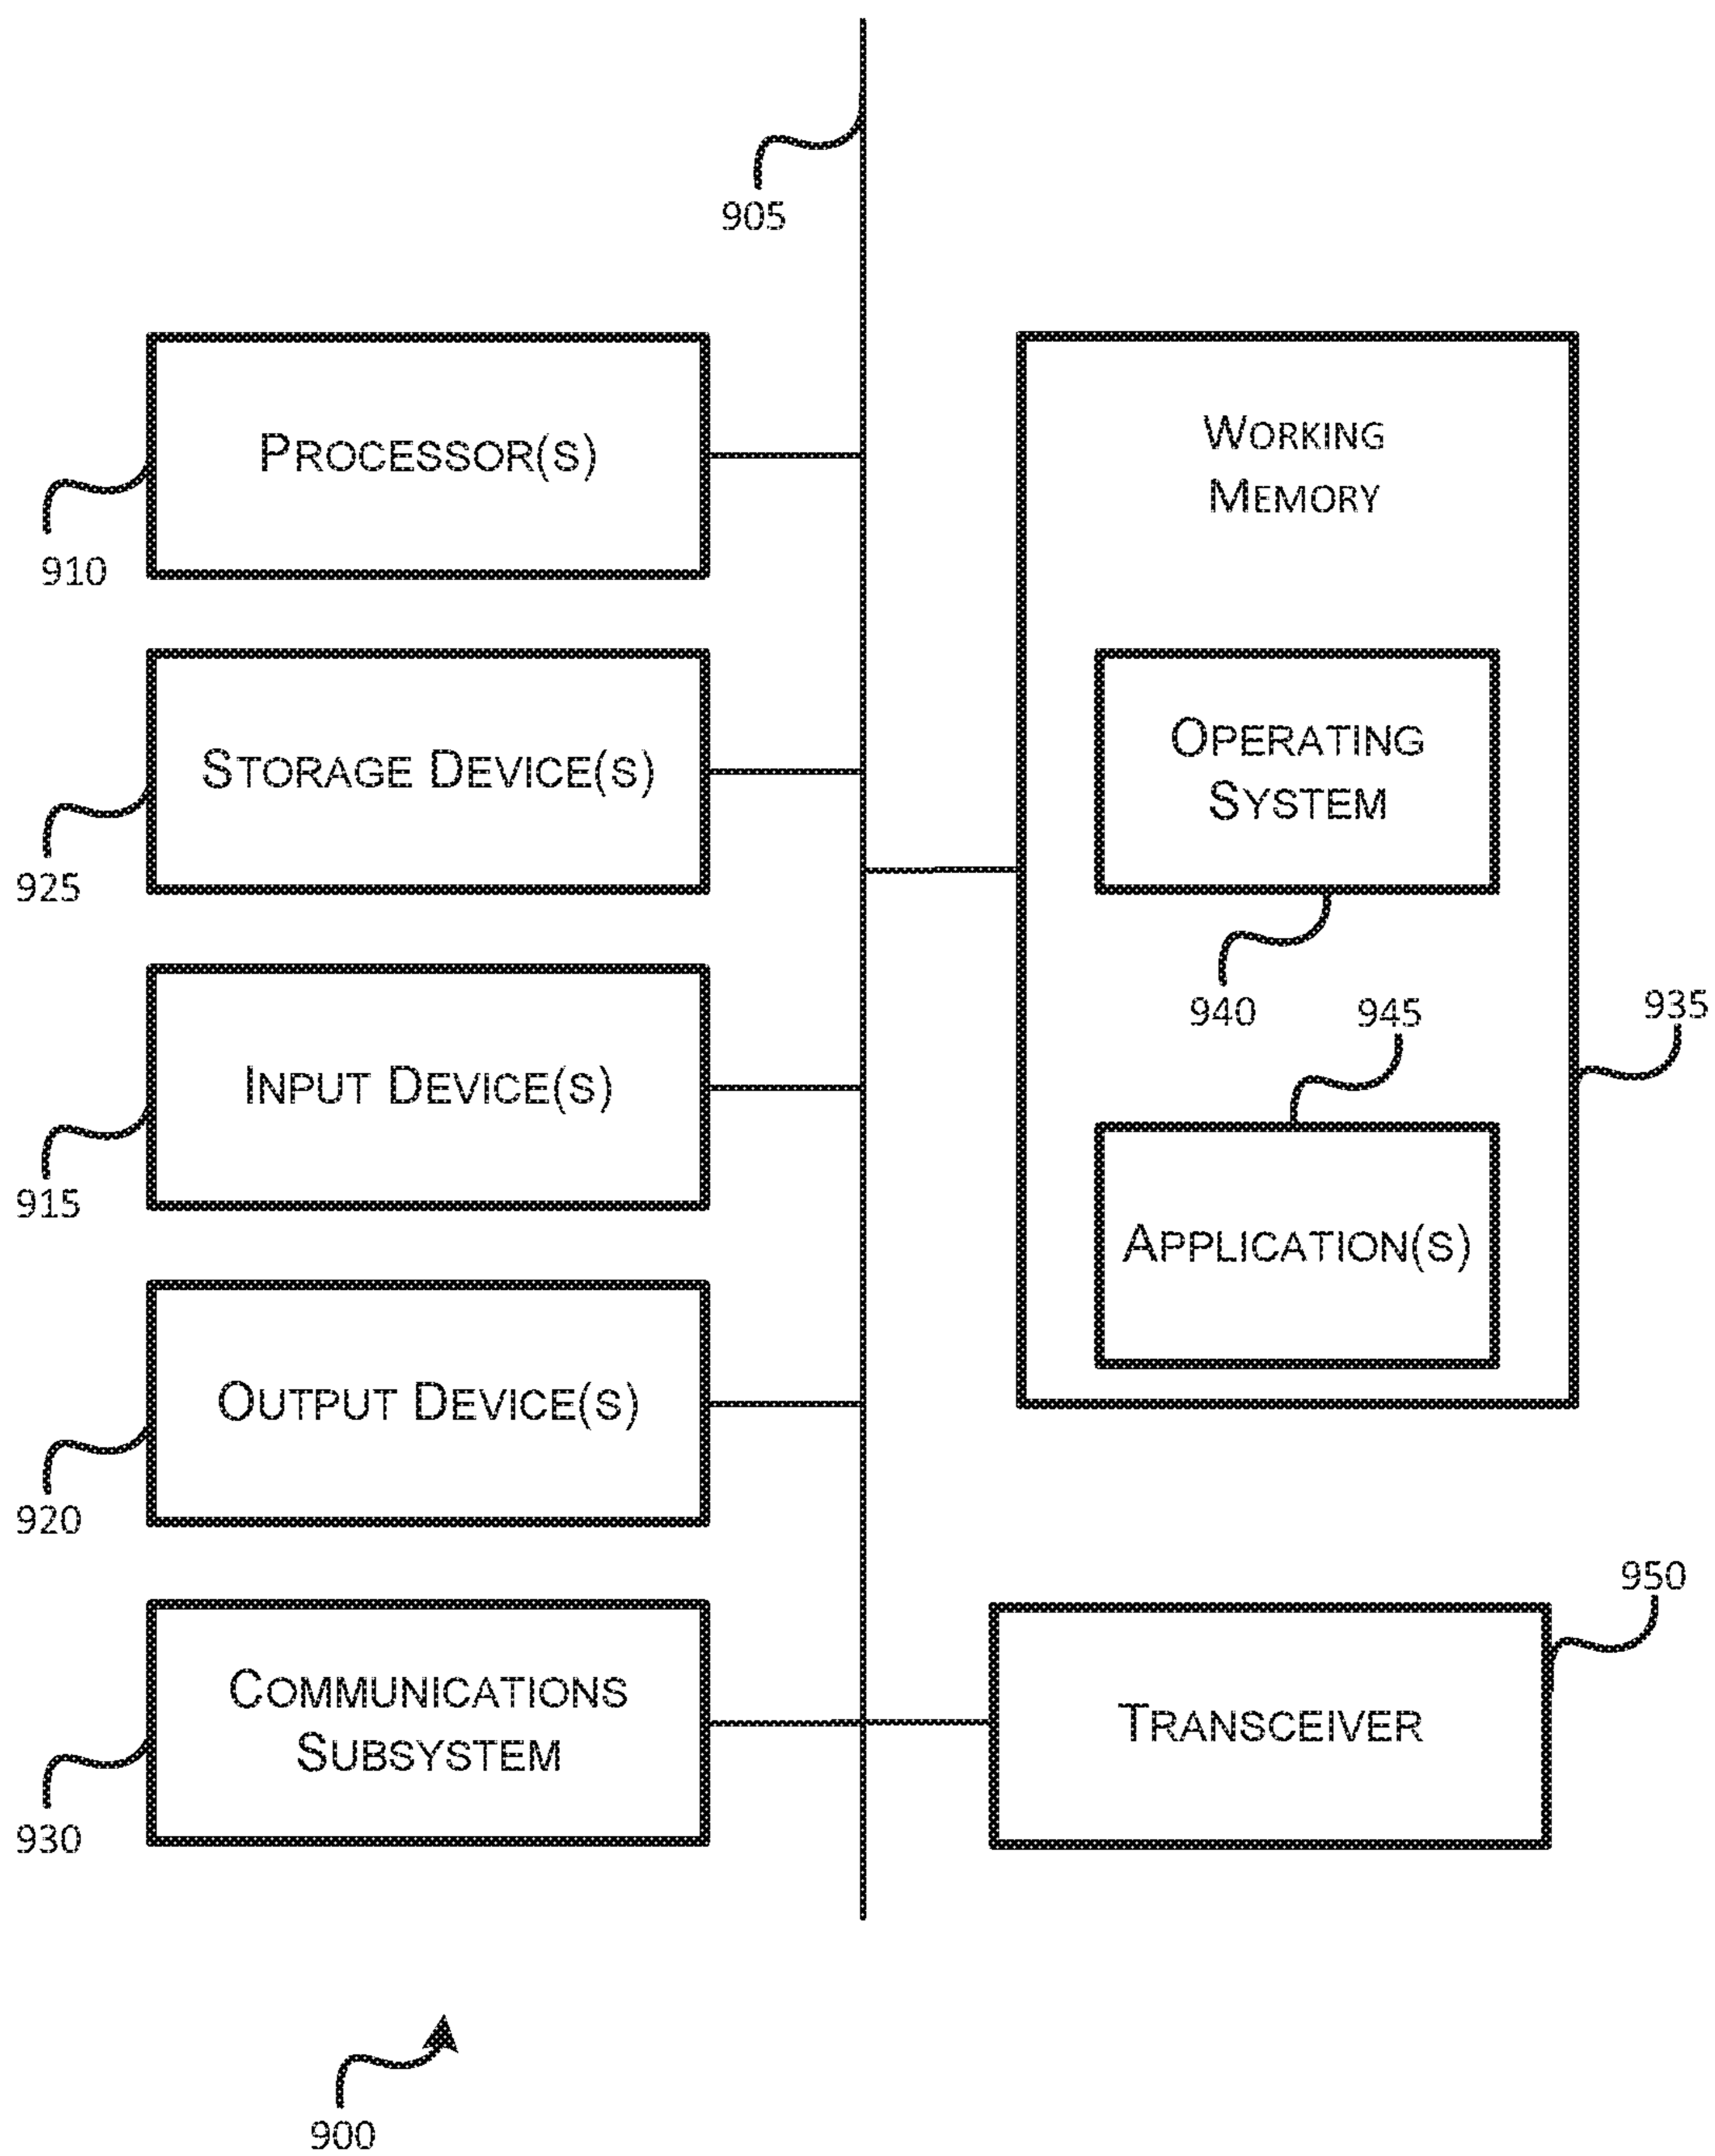 905
PROCESSOR(S)
910
STORAGE DEVICE(S)
925
INPUT DEVICE(S)
915
OUTPUT DEVICE(S)
920
COMMUNICATIONS
SUBSYSTEM
930
WORKING
MEMORY
OPERATING
SYSTEM
940
945
935
APPLICATION(S)
950
TRANSCEIVER
900